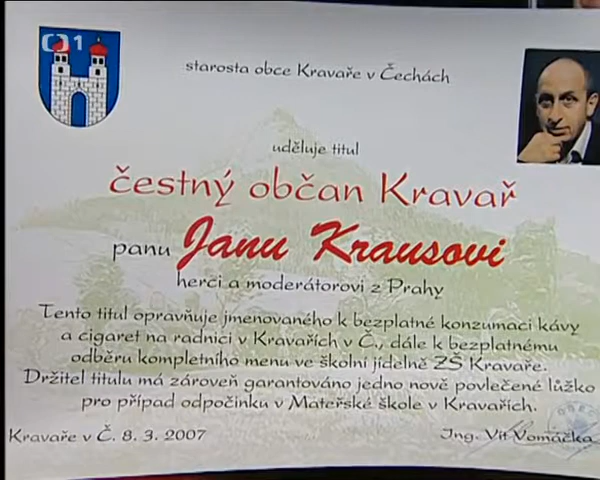 1
starosta obce Kravaře v Čechách
uděluje titul
čestný občan Kravař
panu Janu Krausovi
herci a moderátorovi z Prahy
Tento titul opravňuje jmenovaného k bezplatné konzumaci kávy
a cigaret na radnici v Kravařích v Č., dále k bezplatnému
odběru kompletního menu ve školní jídelně ZŠ Kravaře.
Držitel titulu má zároveň garantováno jedno nově povlečené lůžko
pro případ odpočinku v Mateřské škole v Kravařích.
Kravaře v Č. 8. 3. 2007
Ing. Vít Vomáčka
OBEC